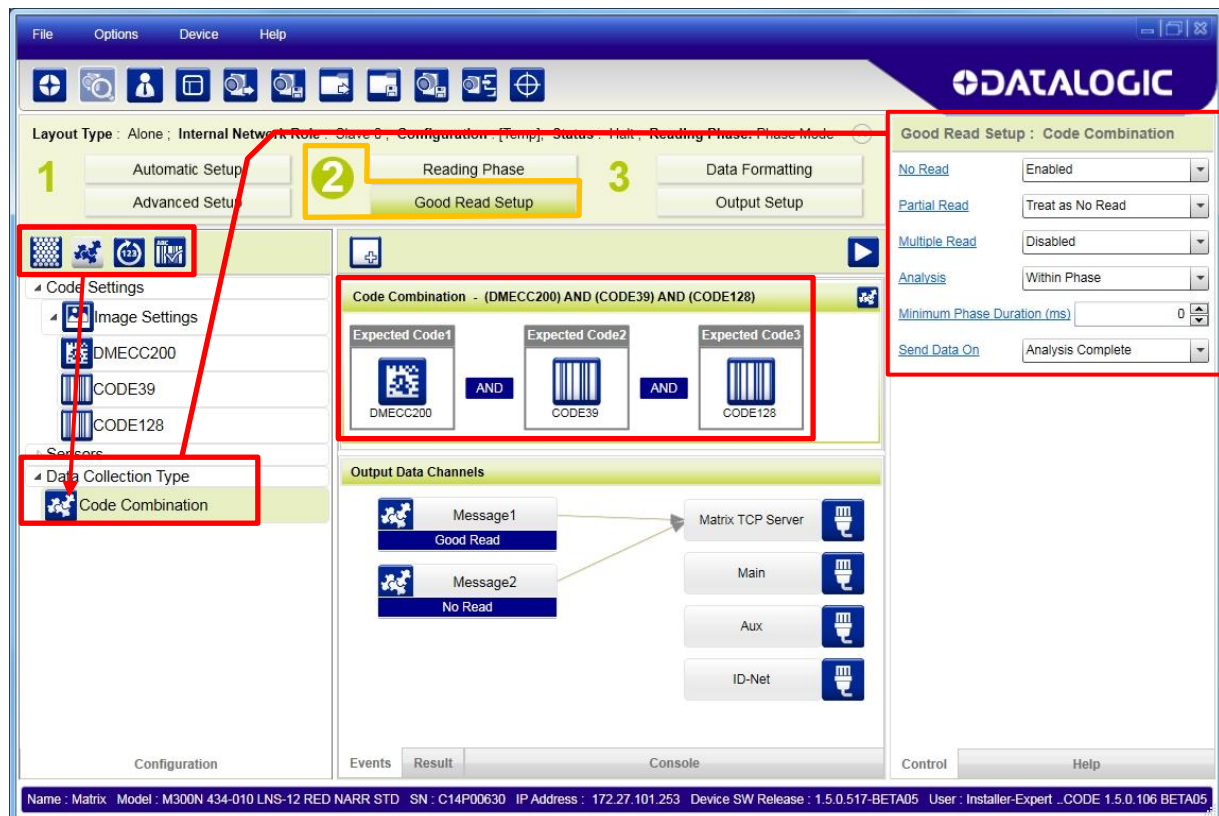 File Options Device Help
DATALOGIC
Layout Type : Alone ; Internal Network Role : Slave 0 ; Configuration : [Temp]; Status : Halt ; Reading Phase: Phase Mode
1
Automatic Setup
Advanced Setup
2
Reading Phase
Good Read Setup
3
Data Formatting
Output Setup
123
ABC
Code Settings
Image Settings
DMECC200
CODE39
CODE128
Sensors
Data Collection Type
Code Combination
Configuration
Code Combination - (DMECC200) AND (CODE39) AND (CODE128)
Expected Code1 Expected Code2 Expected Code3
AND AND
DMECC200 CODE39 CODE128
Output Data Channels
Message1
Good Read
Message2
No Read
Matrix TCP Server
Main
Aux
ID-Net
Events Result Console
Good Read Setup : Code Combination
No Read Enabled
Partial Read Treat as No Read
Multiple Read Disabled
Analysis Within Phase
Minimum Phase Duration (ms) 0
Send Data On Analysis Complete
Control Help
Name : Matrix Model : M300N 434-010 LNS-12 RED NARR STD SN : C14P00630 IP Address : 172.27.101.253 Device SW Release : 1.5.0.517-BETA05 User : Installer-Expert ..CODE 1.5.0.106 BETA05